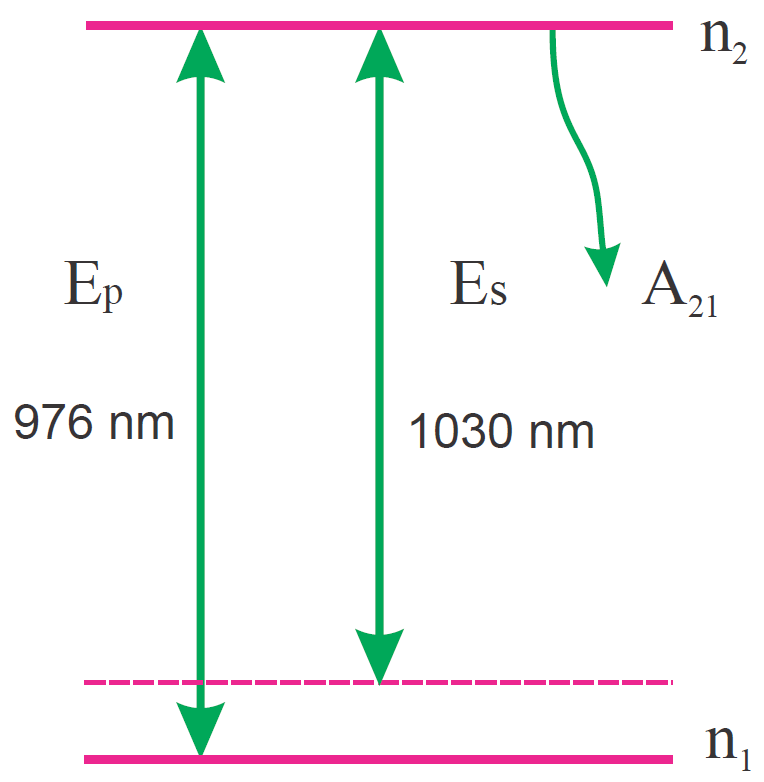 n₂
Eₚ
Es
A₂₁
976 nm
1030 nm
n₁